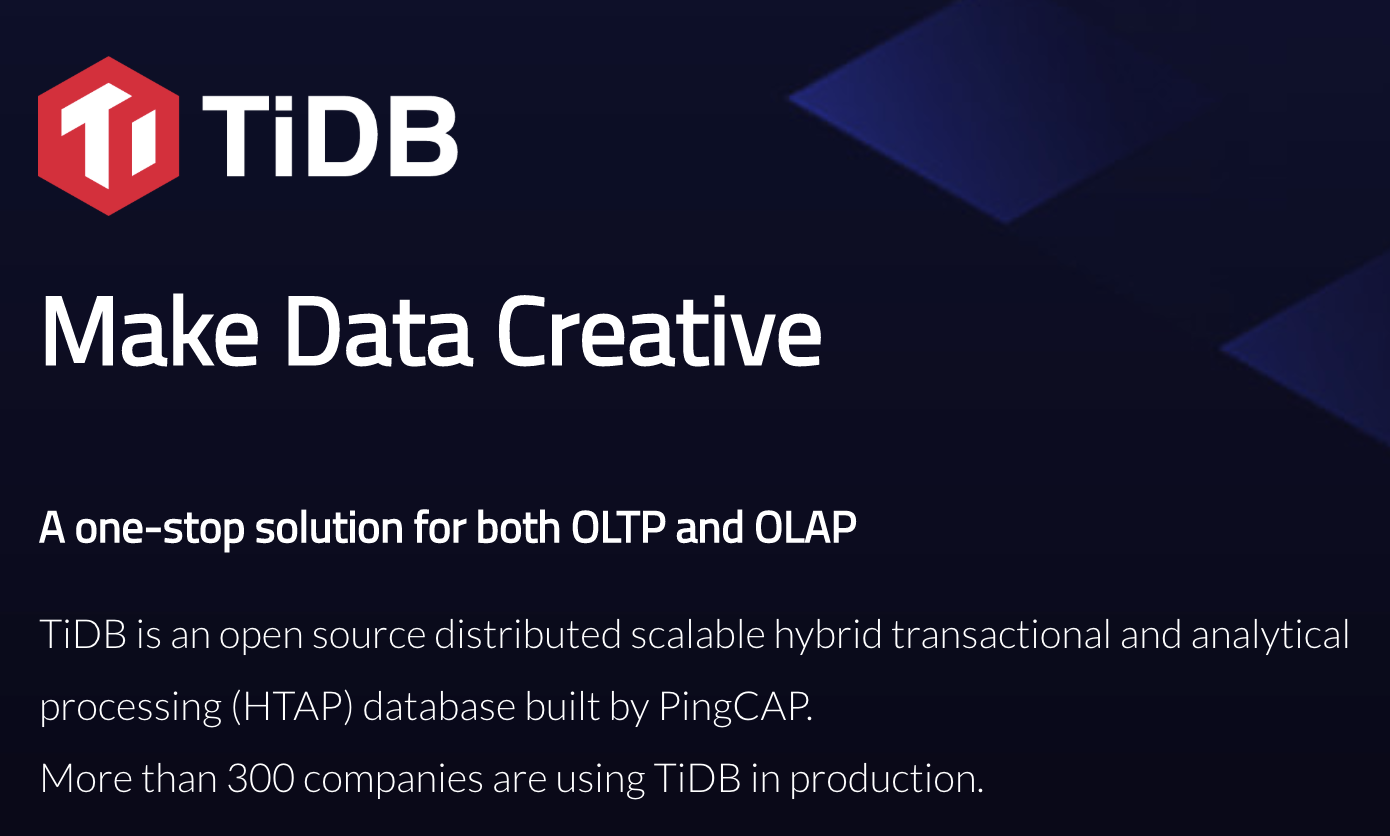 Ti TiDB
Make Data Creative
A one-stop solution for both OLTP and OLAP
TiDB is an open source distributed scalable hybrid transactional and analytical
processing (HTAP) database built by PingCAP.
More than 300 companies are using TiDB in production.